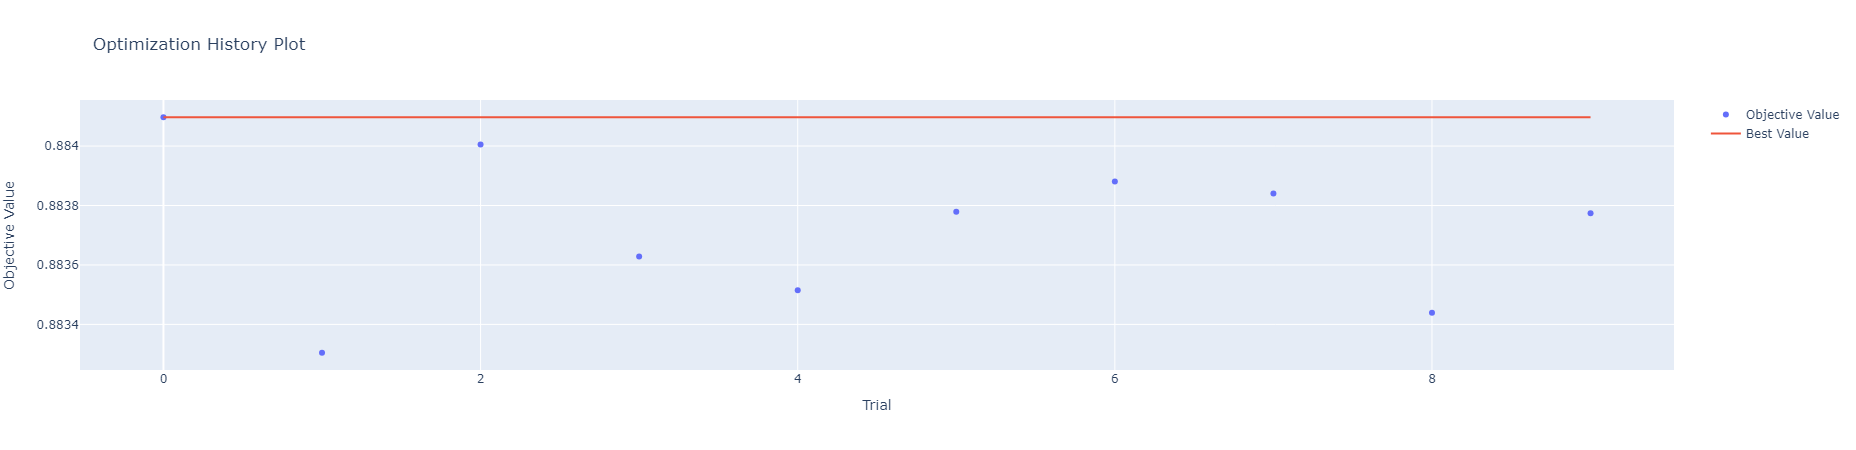 Optimization History Plot
Objective Value
Best Value
0.884
0.8838
0.8836
0.8834
Objective Value
0
2
4
6
8
Trial